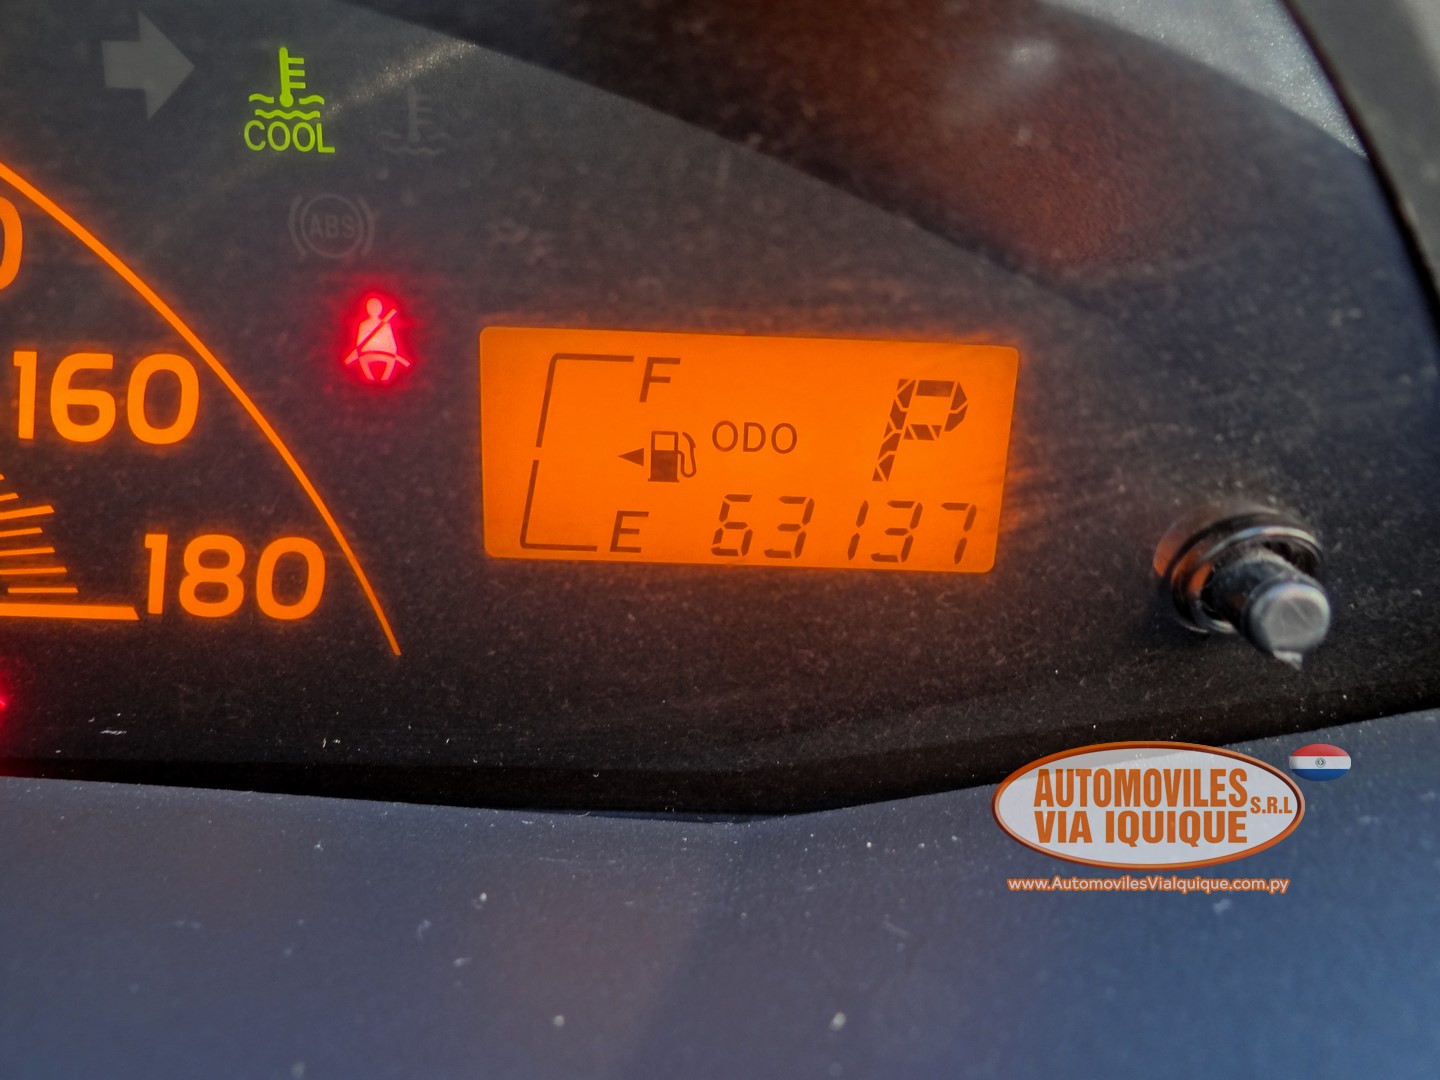 COOL
ABS
160
180
F
ODO
P
E
63137
AUTOMOVILES
S.R.L
VIA IQUIQUE
www.AutomovilesViaIquique.com.py